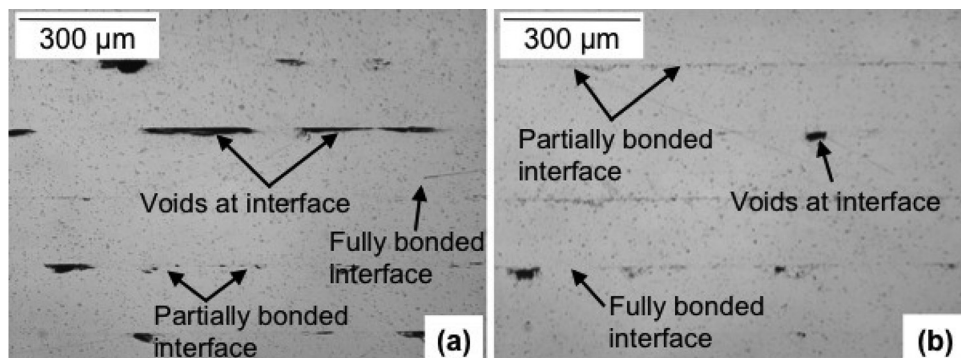 300 μm
Voids at interface
Fully bonded
Interface
Partially bonded
interface
(a)
300 μm
Partially bonded
interface
Voids at interface
Fully bonded
interface
(b)